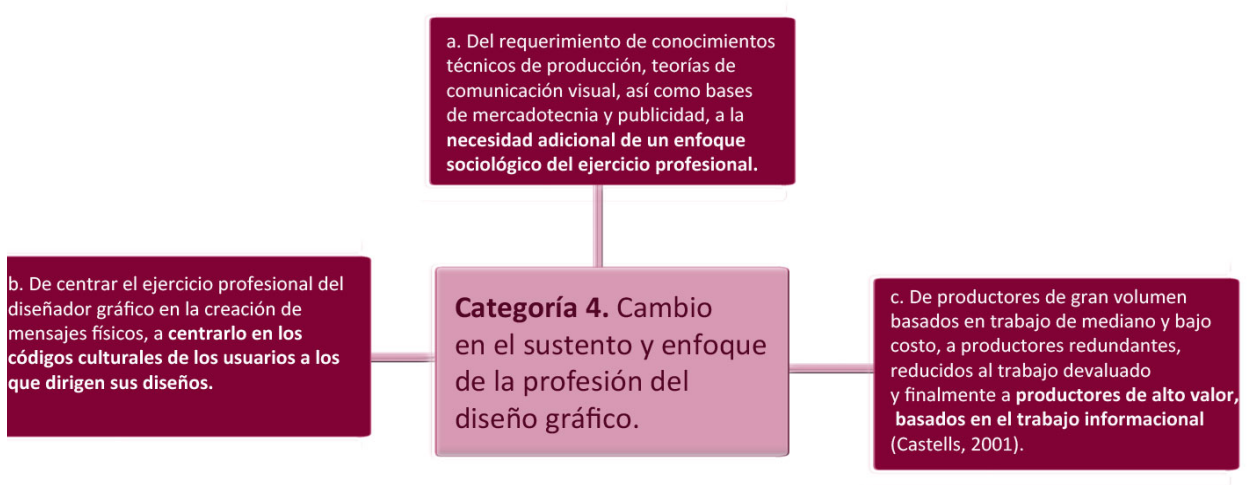 a. Del requerimiento de conocimientos
técnicos de producción, teorías de
comunicación visual, así como bases
de mercadotecnia y publicidad, a la
necesidad adicional de un enfoque
sociológico del ejercicio profesional.
b. De centrar el ejercicio profesional del
diseñador gráfico en la creación de
mensajes físicos, a centrarlo en los
códigos culturales de los usuarios a los
que dirigen sus diseños.
Categoría 4. Cambio
en el sustento y enfoque
de la profesión del
diseño gráfico.
c. De productores de gran volumen
basados en trabajo de mediano y bajo
costo, a productores redundantes,
reducidos al trabajo devaluado
y finalmente a productores de alto valor,
basados en el trabajo informacional
(Castells, 2001).